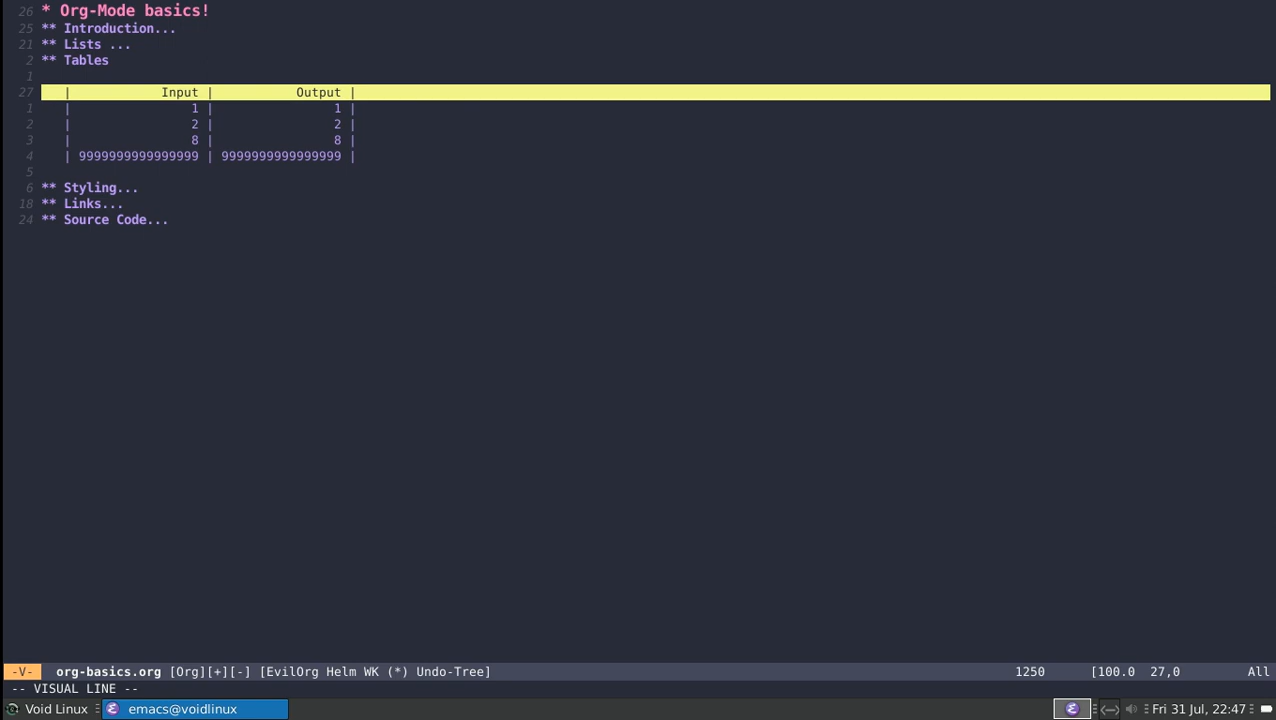 26 * Org-Mode basics!
25 ** Introduction...
21 ** Lists ...
2 ** Tables
1
27 | Input | Output |
1 | 1 | 1 |
2 | 2 | 2 |
3 | 8 | 8 |
4 | 9999999999999999 | 9999999999999999 |
5
6 ** Styling...
18 ** Links...
24 ** Source Code...
-V- org-basics.org [Org][+][-] [EvilOrg Helm WK (*) Undo-Tree] 1250 [100.0 27,0 All
-- VISUAL LINE --
Void Linux emacs@voidlinux Fri 31 Jul, 22:47